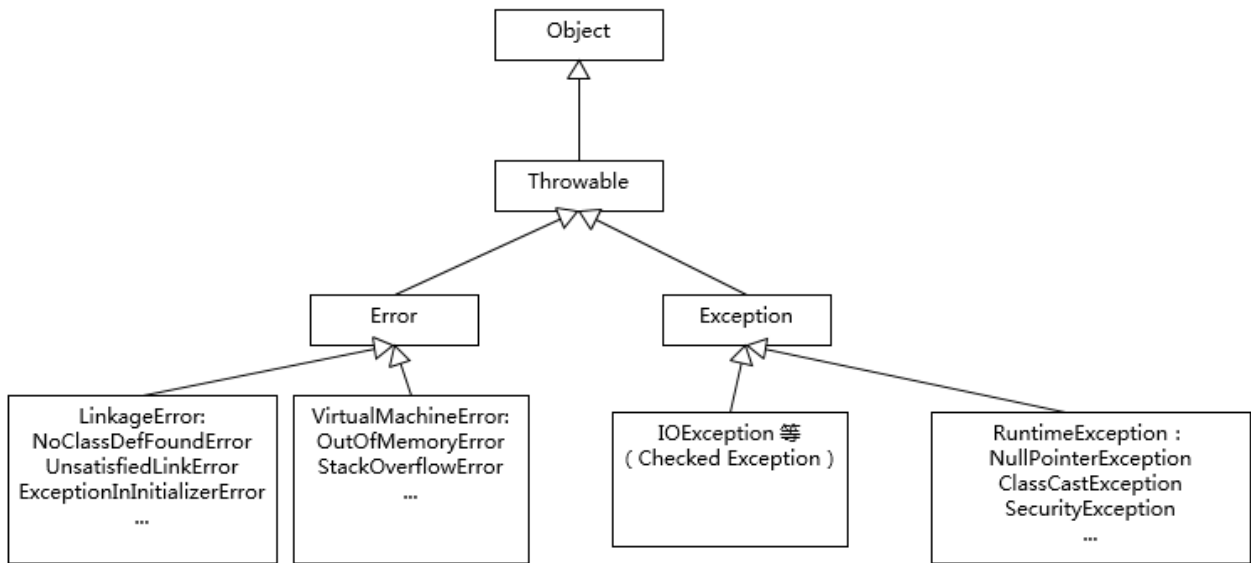 Object
Throwable
Error
Exception
LinkageError:
NoClassDefFoundError
UnsatisfiedLinkError
ExceptionInInitializerError
...
VirtualMachineError:
OutOfMemoryError
StackOverflowError
...
IOException 等
( Checked Exception )
RuntimeException：
NullPointerException
ClassCastException
SecurityException
...